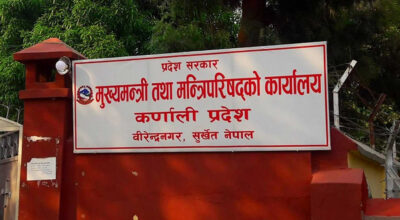 प्रदेश सरकार
मुख्यमन्त्री तथा मन्त्रिपरिषद्को कार्यालय
कर्णाली प्रदेश
वीरेन्द्रनगर, सुर्खेत नेपाल